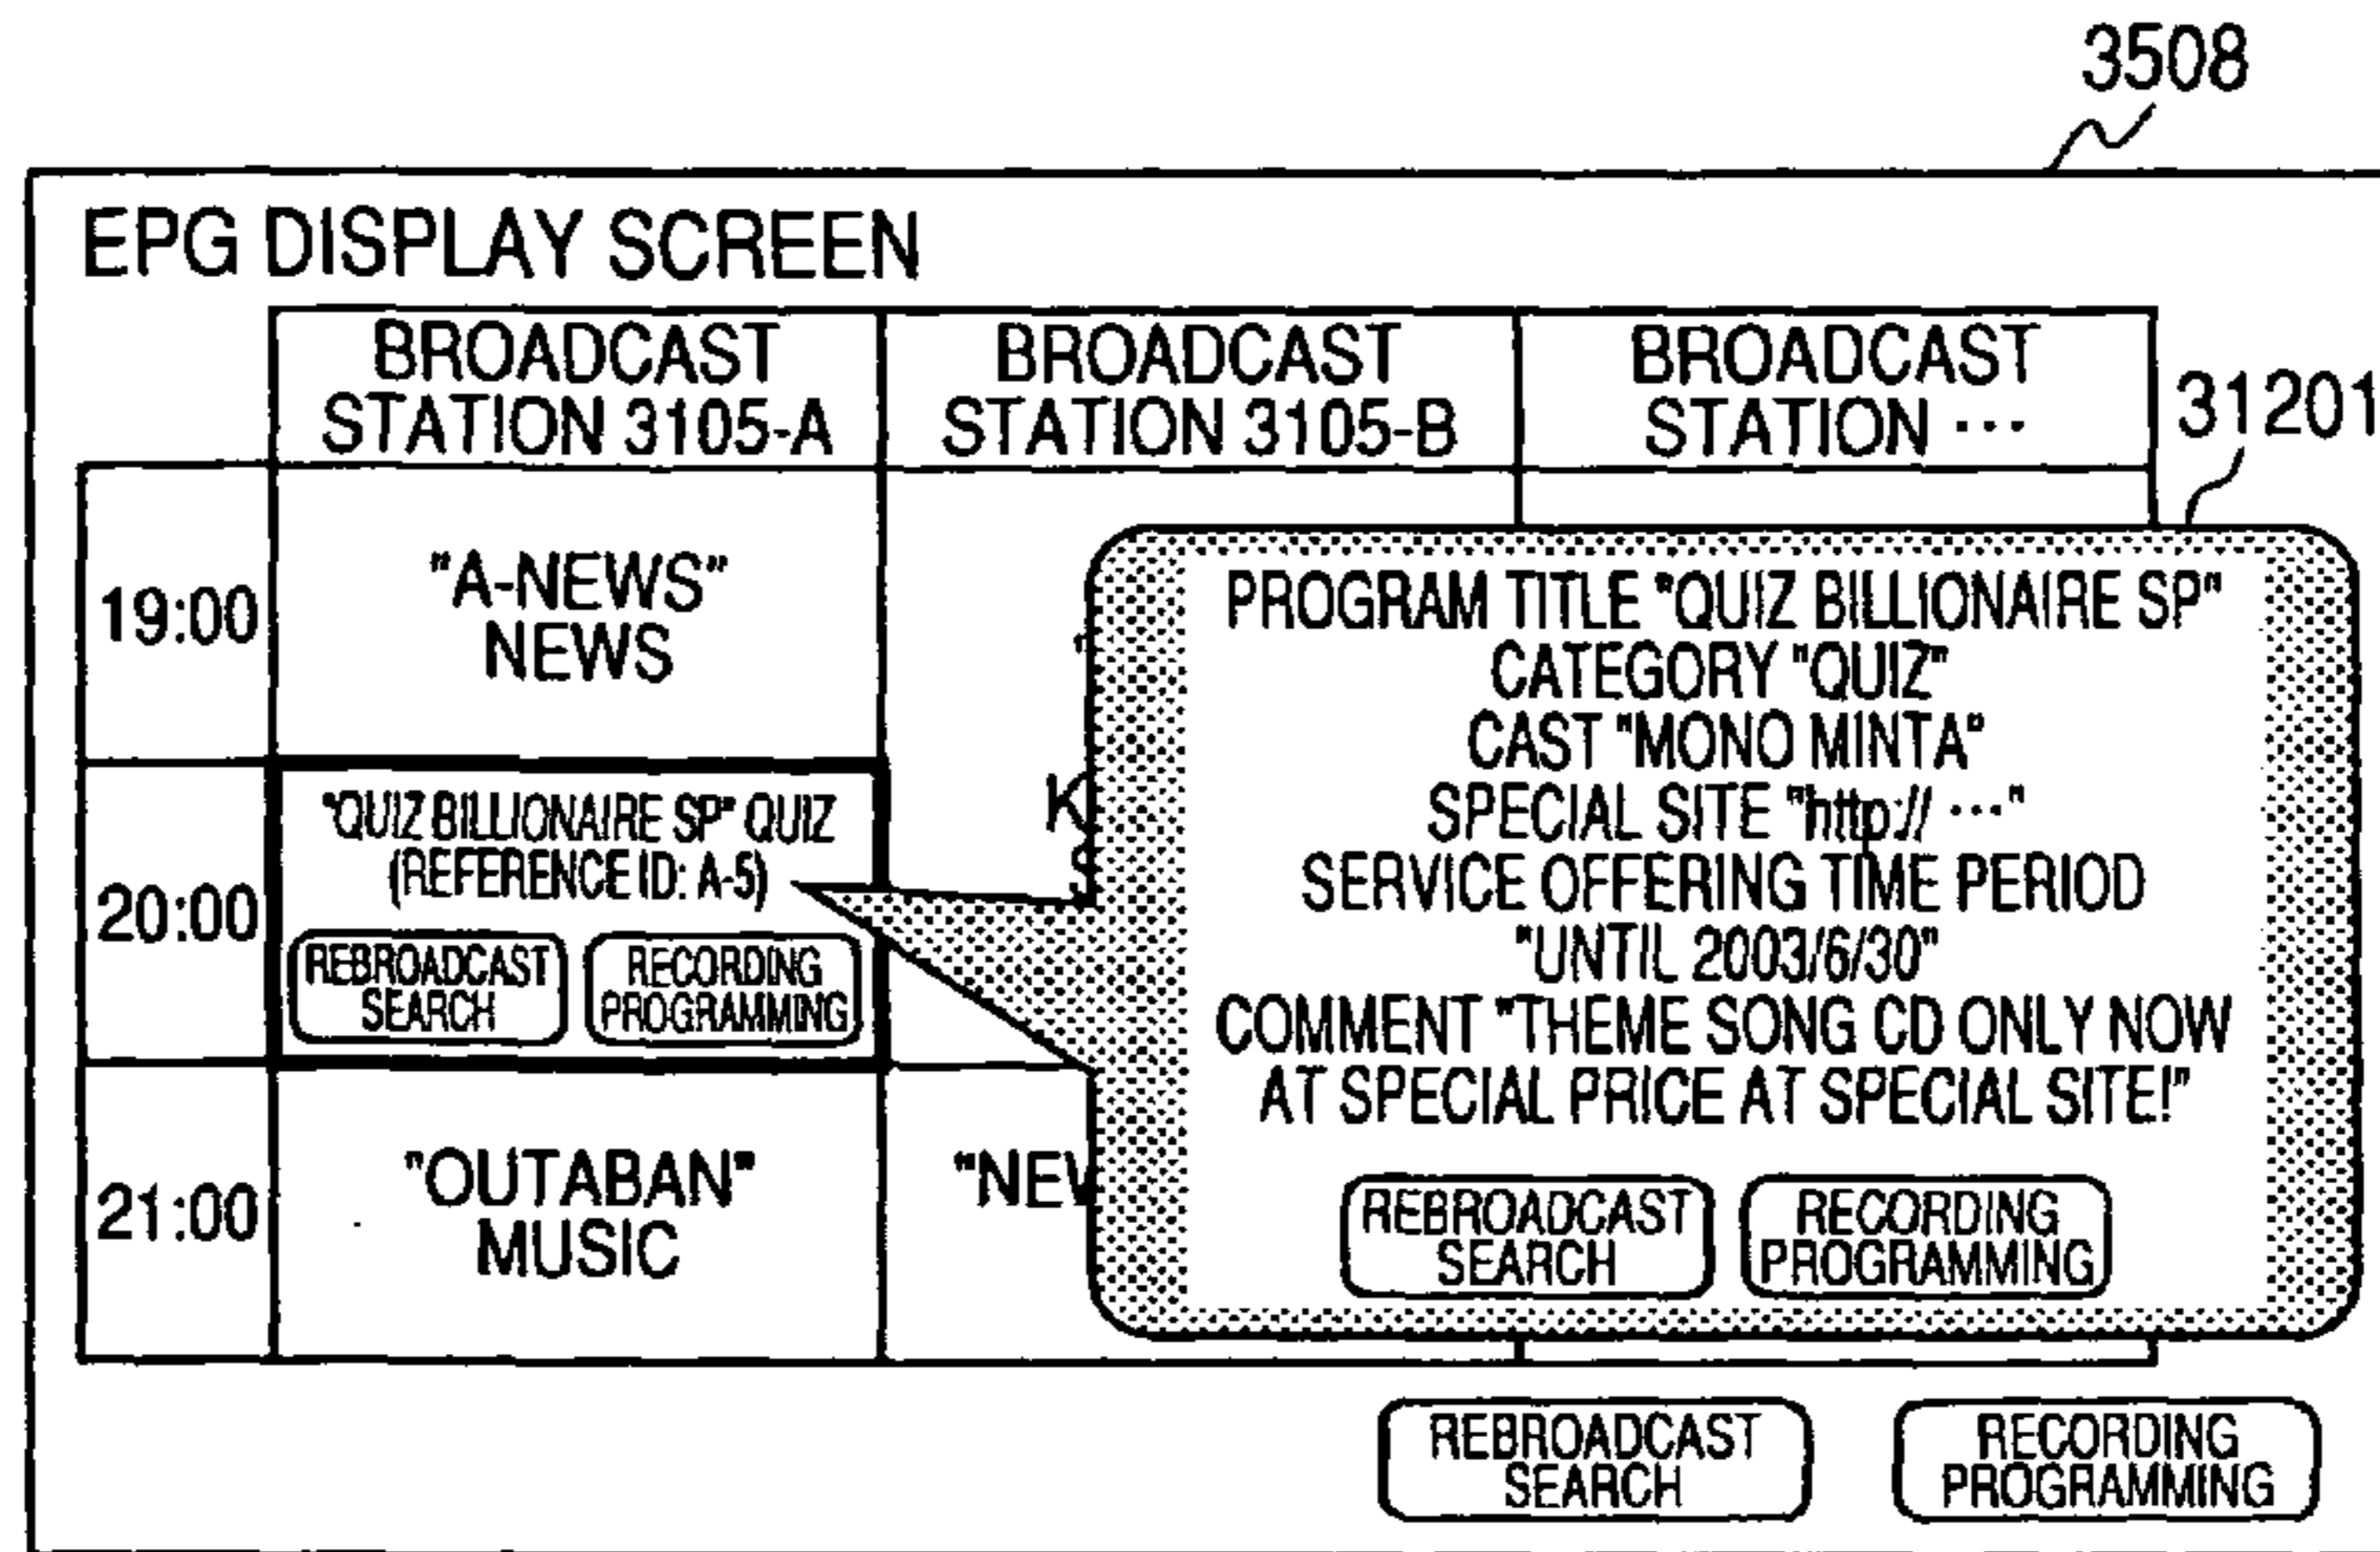 3508
EPG DISPLAY SCREEN
BROADCAST
STATION 3105-A
BROADCAST
STATION 3105-B
BROADCAST
STATION ···
31201
19:00
"A-NEWS"
NEWS
20:00
"QUIZ BILLIONAIRE SP" QUIZ
(REFERENCE ID: A-5)
REBROADCAST
SEARCH
RECORDING
PROGRAMMING
21:00
"OUTABAN"
MUSIC
PROGRAM TITLE "QUIZ BILLIONAIRE SP"
CATEGORY "QUIZ"
CAST "MONO MINTA"
SPECIAL SITE "http:// ···"
SERVICE OFFERING TIME PERIOD
"UNTIL 2003/6/30"
COMMENT "THEME SONG CD ONLY NOW
AT SPECIAL PRICE AT SPECIAL SITE!"
REBROADCAST
SEARCH
RECORDING
PROGRAMMING
REBROADCAST
SEARCH
RECORDING
PROGRAMMING